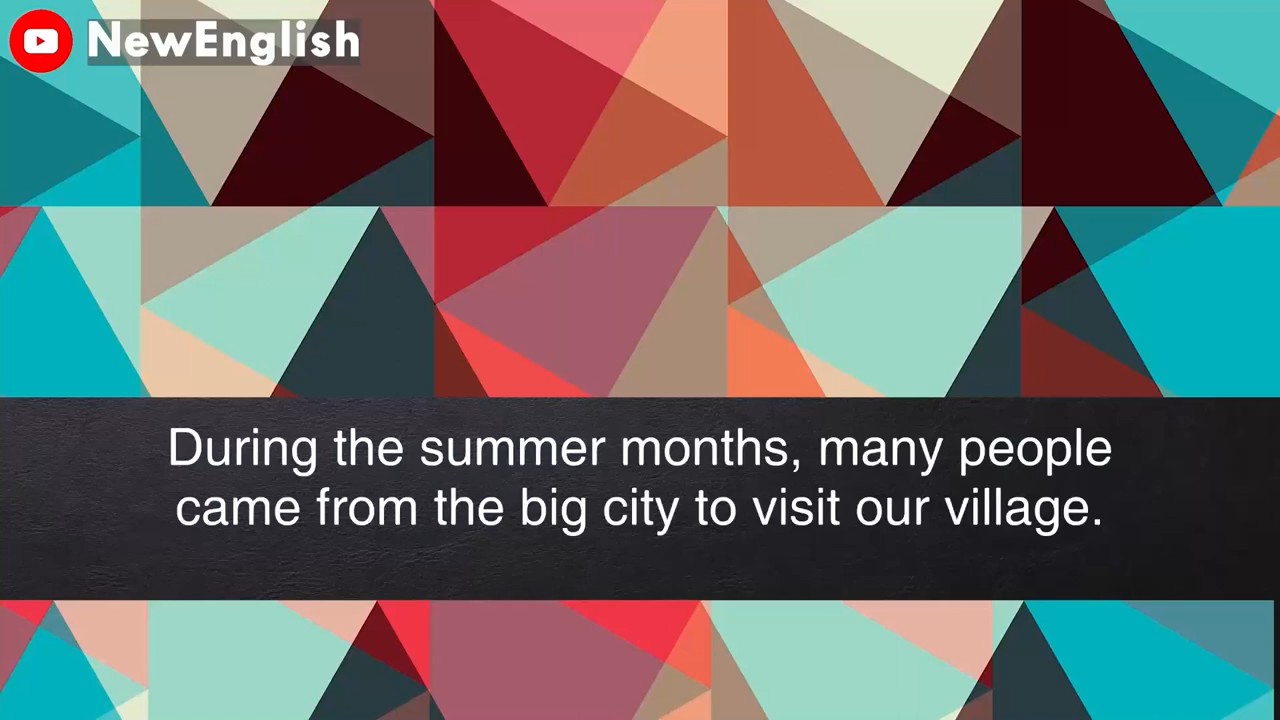 NewEnglish
During the summer months, many people
came from the big city to visit our village.